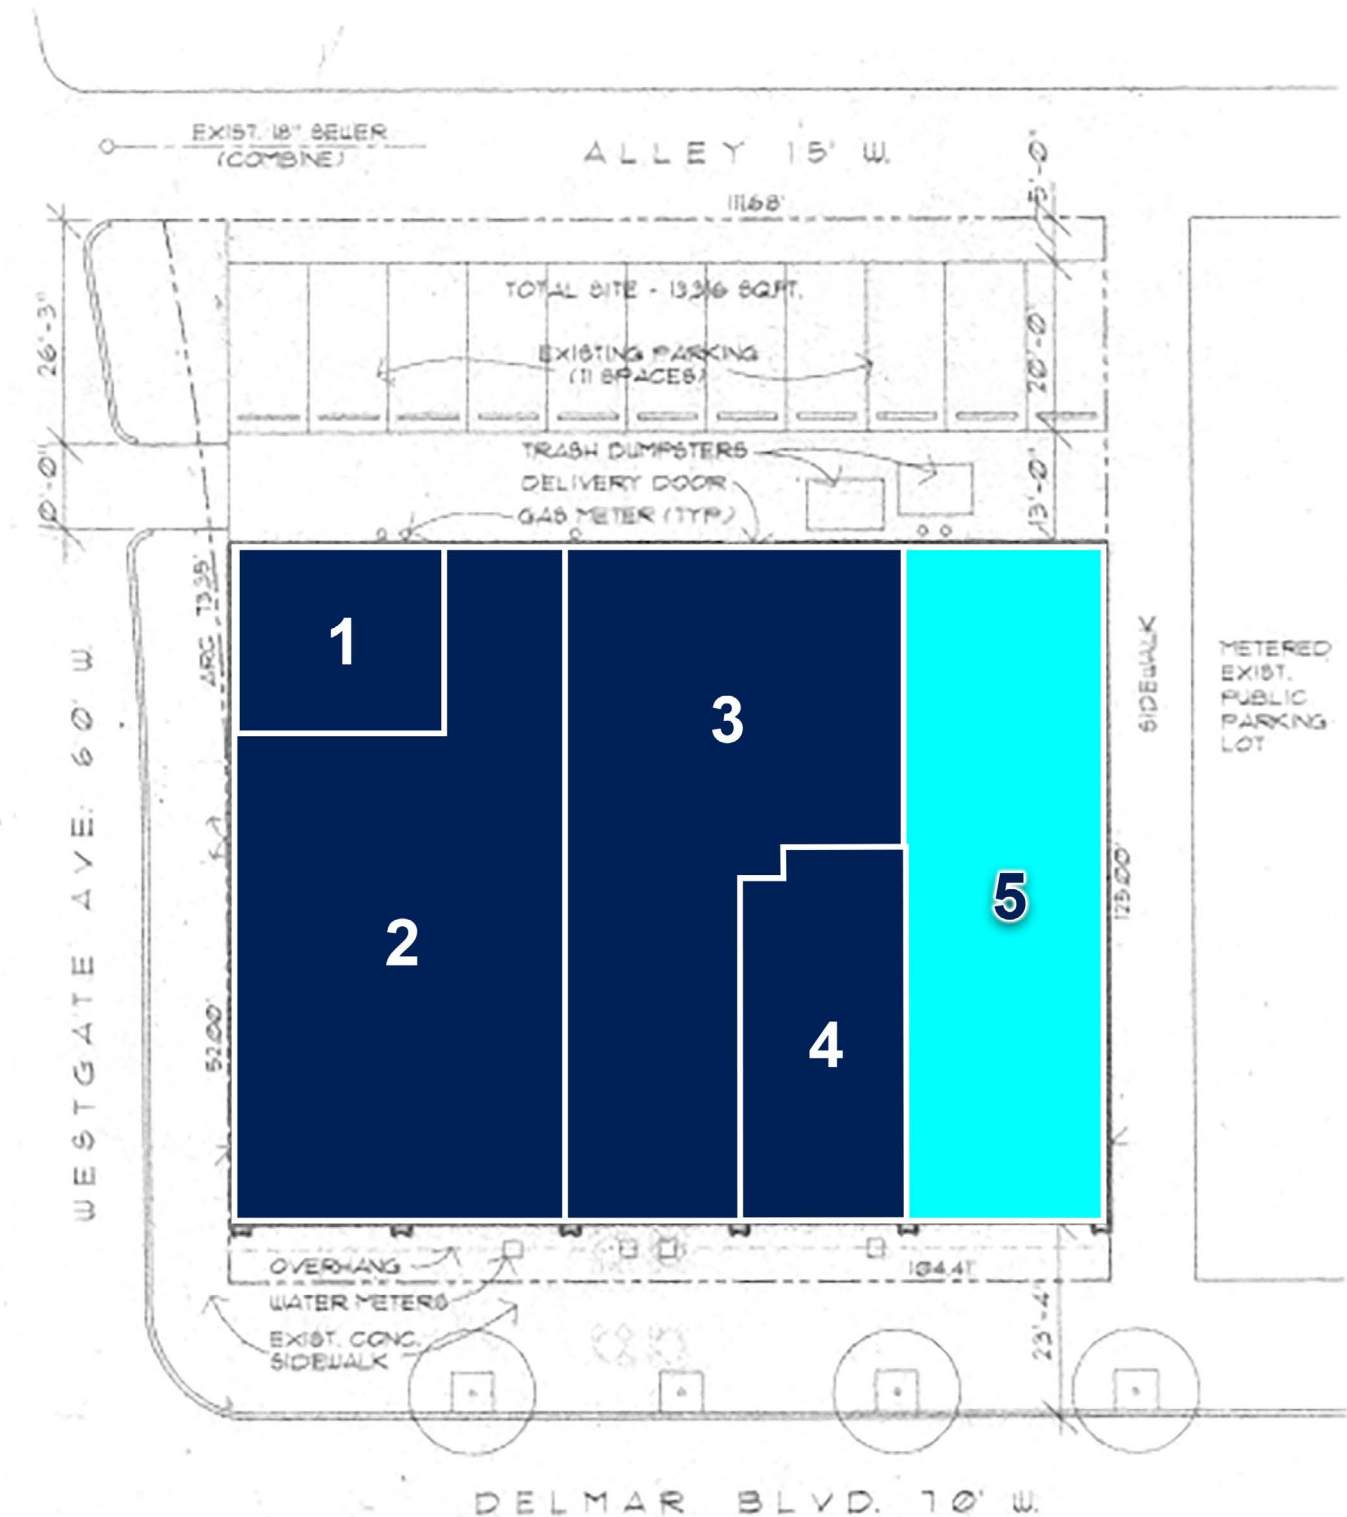 EXIST. 18" SEWER
(COMBINE)
ALLEY 15' W.
5'-0"
111.68'
TOTAL SITE - 13,316 SQ.FT.
EXISTING PARKING
(11 SPACES)
26'-3"
20'-0"
TRASH DUMPSTERS
DELIVERY DOOR
GAS METER (TYP.)
10'-0"
13'-0"
ARC 73.35'
1
2
3
4
5
SIDEWALK
METERED
EXIST.
PUBLIC
PARKING
LOT
WESTGATE AVE. 60' W.
125.00'
52.00'
OVERHANG
104.41
WATER METERS
EXIST. CONC.
SIDEWALK
23'-4"
DELMAR BLVD. 70' W.